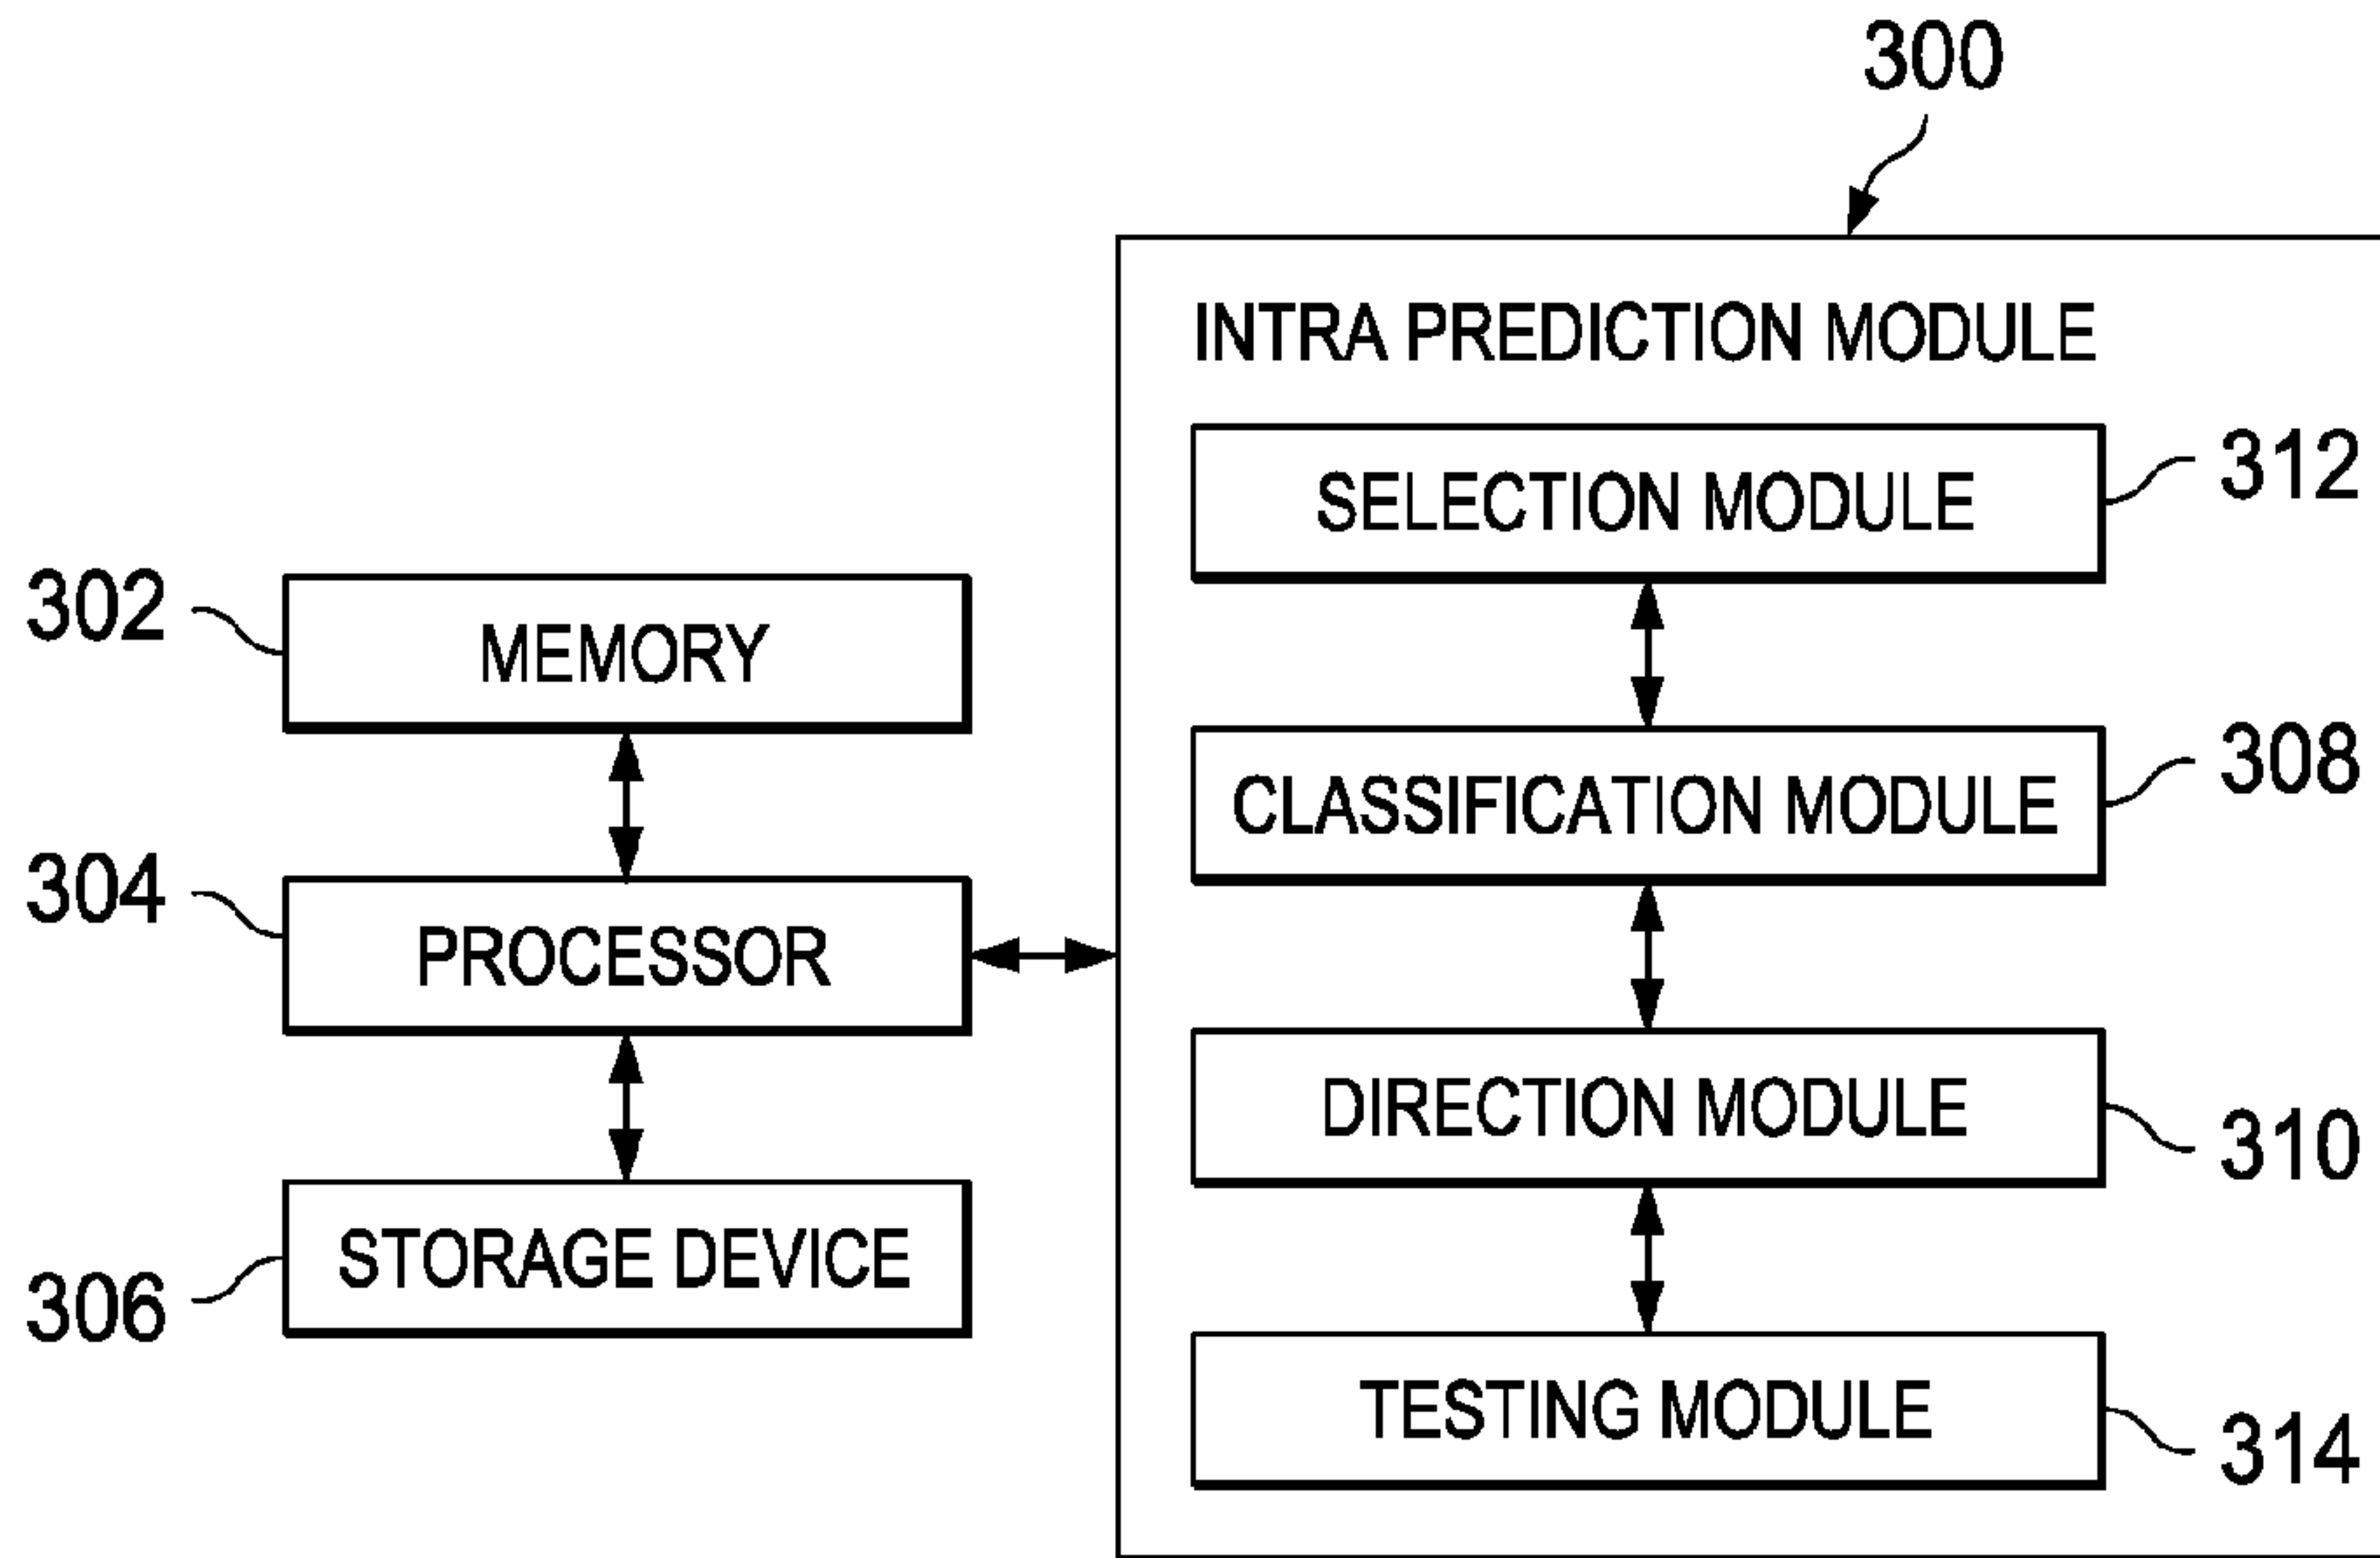 300
INTRA PREDICTION MODULE
SELECTION MODULE
312
302
MEMORY
CLASSIFICATION MODULE
308
304
PROCESSOR
DIRECTION MODULE
310
306
STORAGE DEVICE
TESTING MODULE
314